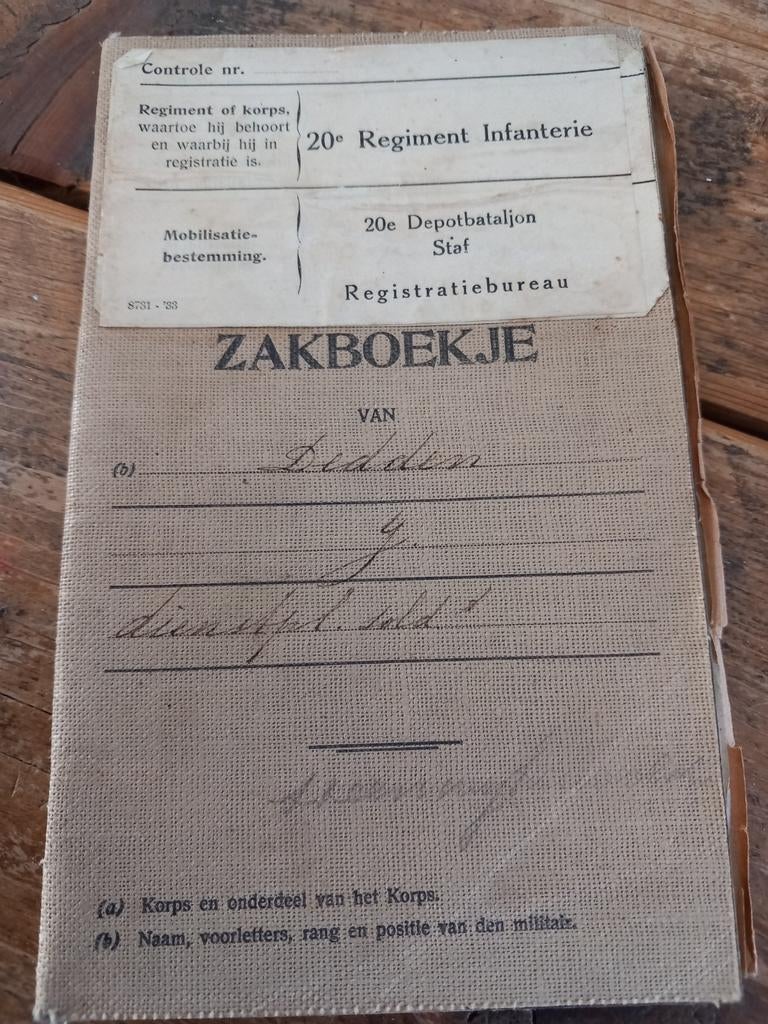 Controle nr.
Regiment of korps,
waartoe hij behoort
en waarbij hij in
registratie is.
20e Regiment Infanterie
Mobilisatie-
bestemming.
20e Depotbataljon
Staf
Registratiebureau
8731 - '33
ZAKBOEKJE
VAN
(b) Dedden
g.
dienstpl. sold t
(a) Korps en onderdeel van het Korps.
(b) Naam, voorletters, rang en positie van den militair.